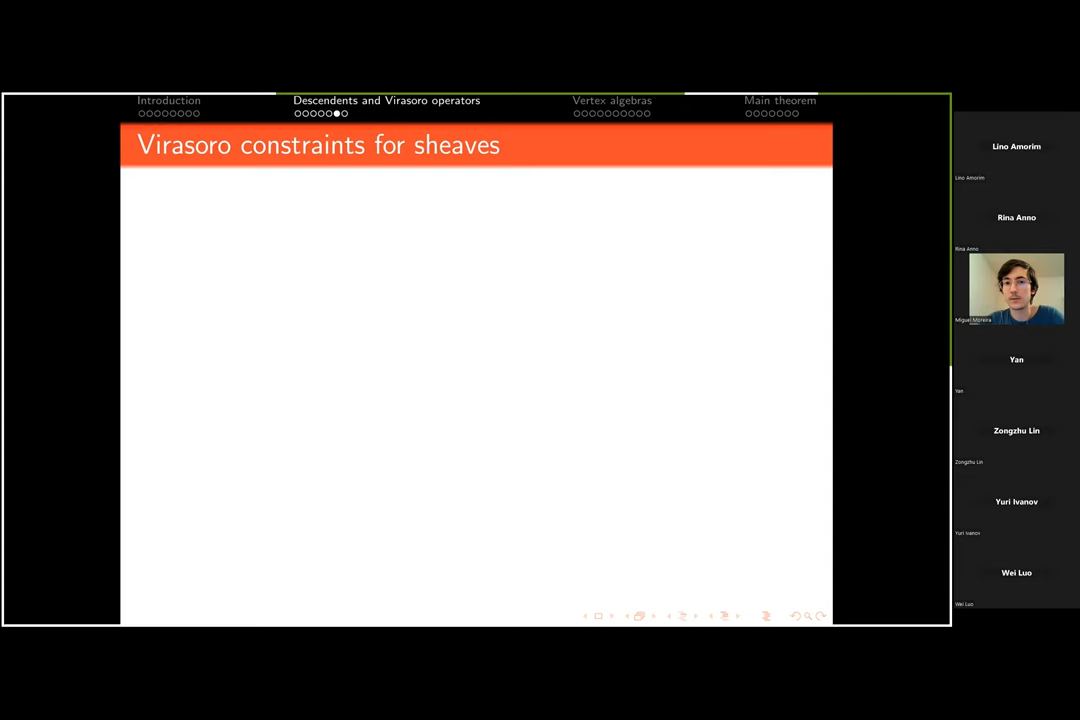 Introduction
Descendents and Virasoro operators
Vertex algebras
Main theorem
Virasoro constraints for sheaves
Lino Amorim
Lino Amorim
Rina Anno
Rina Anno
Miguel Moreira
Yan
Yan
Zongzhu Lin
Zongzhu Lin
Yuri Ivanov
Yuri Ivanov
Wei Luo
Wei Luo